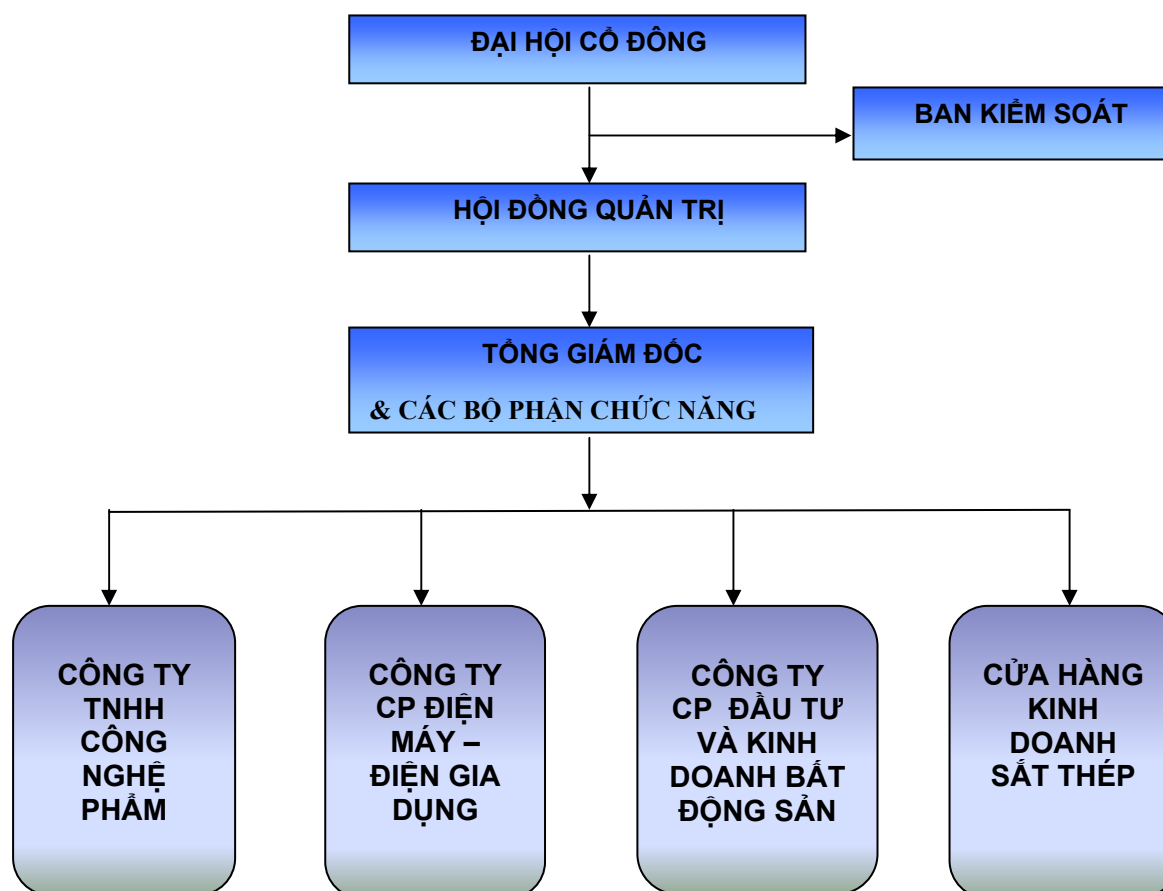 ĐẠI HỘI CỔ ĐÔNG
BAN KIỂM SOÁT
HỘI ĐỒNG QUẢN TRỊ
TỔNG GIÁM ĐỐC
& CÁC BỘ PHẬN CHỨC NĂNG
CÔNG TY
TNHH
CÔNG
NGHỆ
PHẨM
CÔNG TY
CP ĐIỆN
MÁY –
ĐIỆN GIA
DỤNG
CÔNG TY
CP ĐẦU TƯ
VÀ KINH
DOANH BẤT
ĐỘNG SẢN
CỬA HÀNG
KINH
DOANH
SẮT THÉP